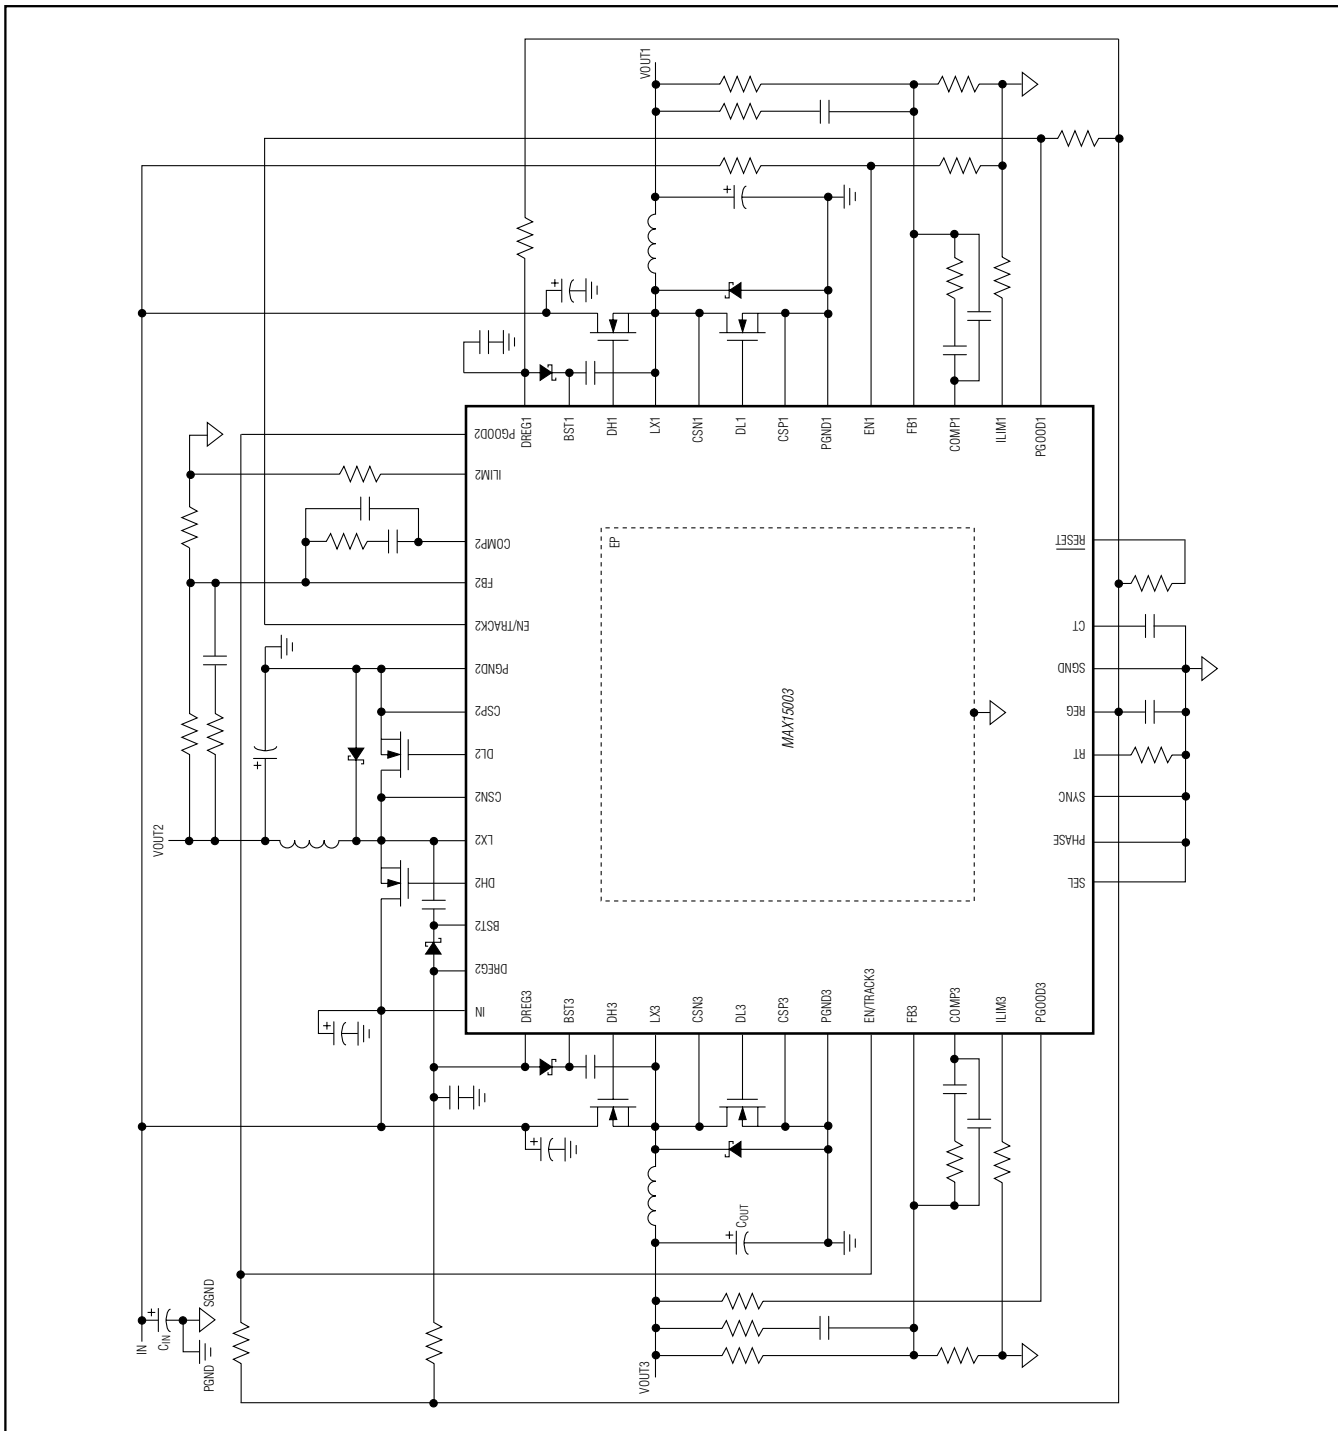 VOUT1
DREG1
BST1
DH1
LX1
CSN1
DL1
CSP1
PGND1
EN1
FB1
COMP1
ILIM1
PGOOD1
PGOOD2
ILIM2
COMP2
FB2
EN/TRACK2
PGND2
CSP2
DL2
CSN2
LX2
DH2
BST2
DREG2
IN
VOUT2
EP
MAX15003
RESET
CT
SGND
REG
RT
SYNC
PHASE
SEL
DREG3
BST3
DH3
LX3
CSN3
DL3
CSP3
PGND3
EN/TRACK3
FB3
COMP3
ILIM3
PGOOD3
COUT
IN
CIN
SGND
PGND
VOUT3